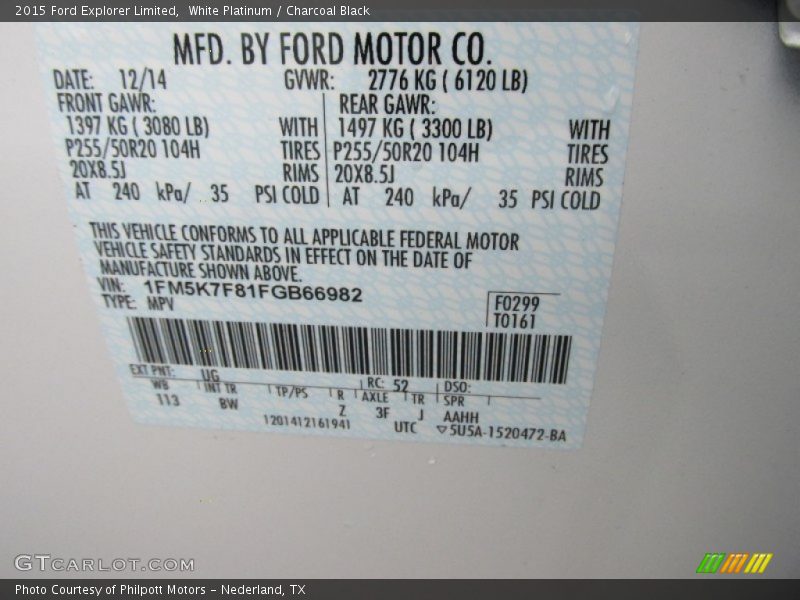 2015 Ford Explorer Limited, White Platinum / Charcoal Black
MFD. BY FORD MOTOR CO.
DATE: 12/14 GVWR: 2776 KG ( 6120 LB)
FRONT GAWR: REAR GAWR:
1397 KG ( 3080 LB) WITH 1497 KG ( 3300 LB) WITH
P255/50R20 104H TIRES P255/50R20 104H TIRES
20X8.5J RIMS 20X8.5J RIMS
AT 240 kPa/ 35 PSI COLD AT 240 kPa/ 35 PSI COLD
THIS VEHICLE CONFORMS TO ALL APPLICABLE FEDERAL MOTOR
VEHICLE SAFETY STANDARDS IN EFFECT ON THE DATE OF
MANUFACTURE SHOWN ABOVE.
VIN: 1FM5K7F81FGB66982 F0299
TYPE: MPV T0161
EXT PNT: UG RC: 52 DSO:
WB INT TR TP/PS R AXLE TR SPR
113 BW Z 3F J AAHH
1201412161941 UTC ▽5U5A-1520472-BA
GTCARLOT.COM
Photo Courtesy of Philpott Motors - Nederland, TX